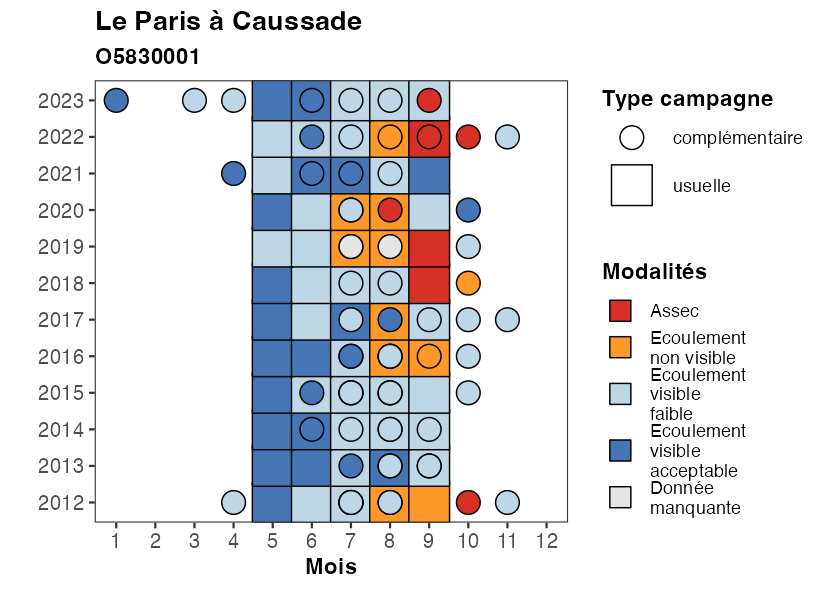 Le Paris à Caussade
O5830001
2023
2022
2021
2020
2019
2018
2017
2016
2015
2014
2013
2012
1 2 3 4 5 6 7 8 9 10 11 12
Mois
Type campagne
complémentaire
usuelle
Modalités
Assec
Ecoulement
non visible
Ecoulement
visible
faible
Ecoulement
visible
acceptable
Donnée
manquante